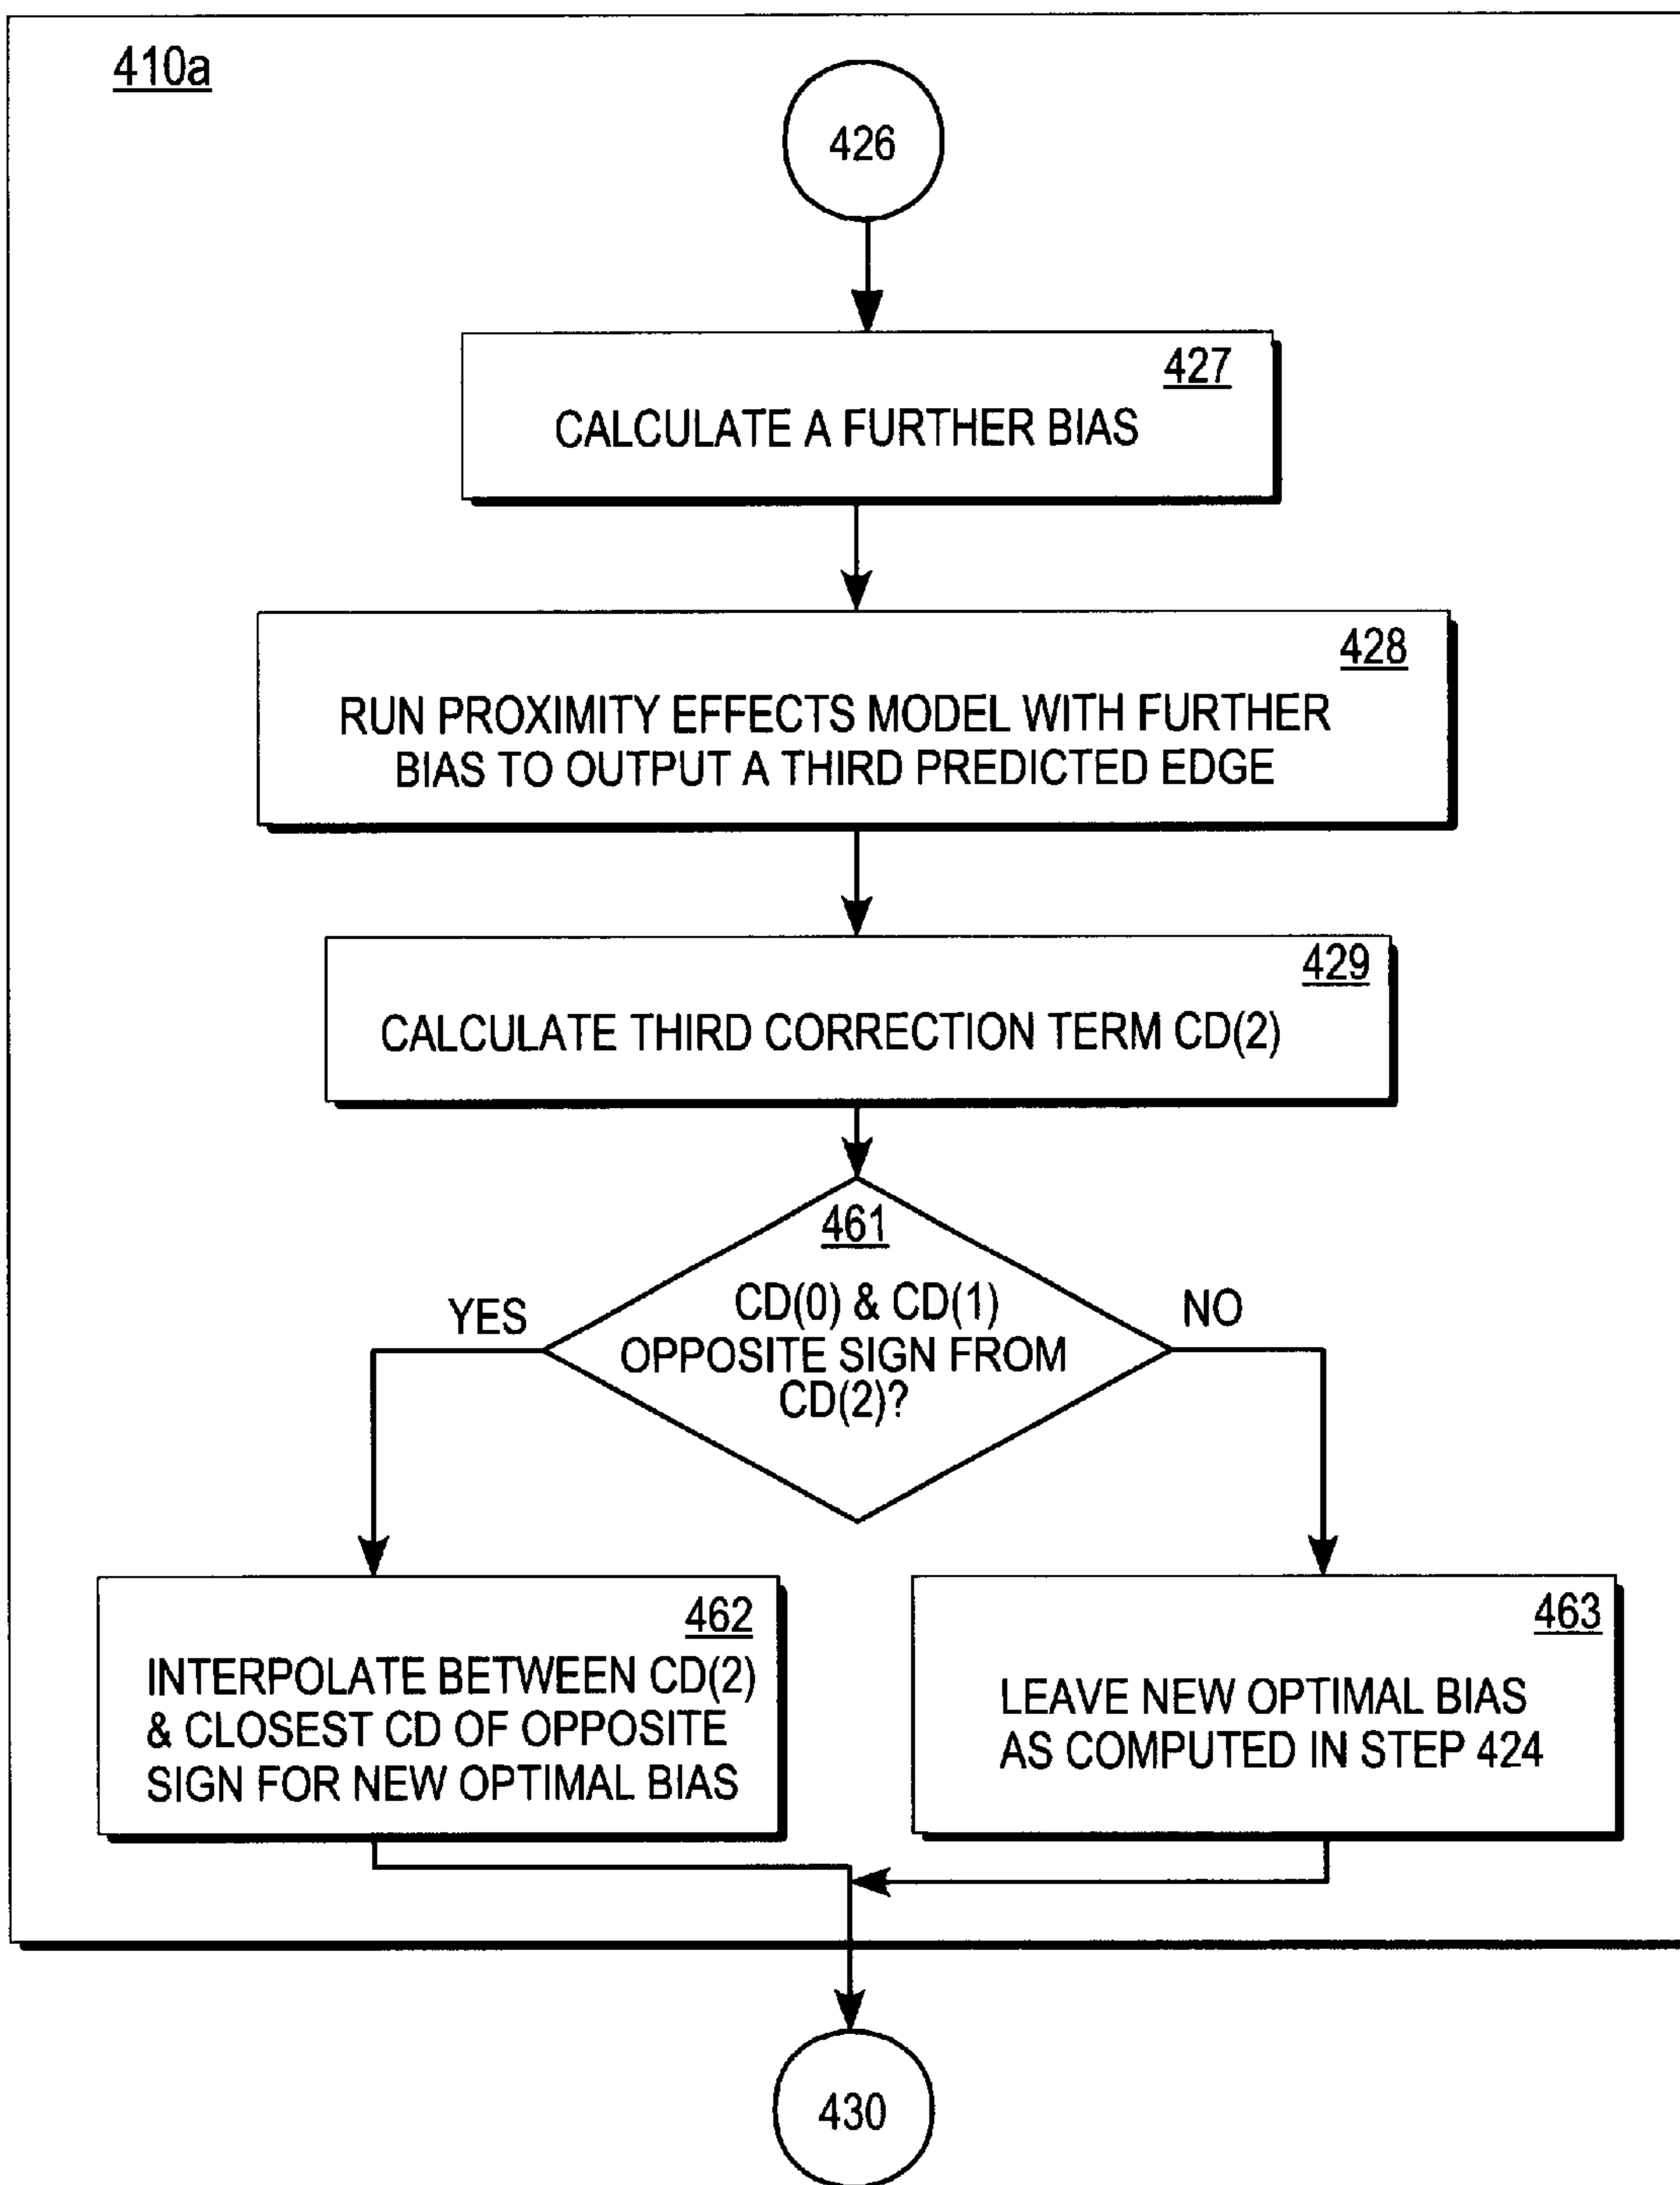 410a
426
427
CALCULATE A FURTHER BIAS
428
RUN PROXIMITY EFFECTS MODEL WITH FURTHER
BIAS TO OUTPUT A THIRD PREDICTED EDGE
429
CALCULATE THIRD CORRECTION TERM CD(2)
461
CD(0) & CD(1)
OPPOSITE SIGN FROM
CD(2)?
YES
NO
462
INTERPOLATE BETWEEN CD(2)
& CLOSEST CD OF OPPOSITE
SIGN FOR NEW OPTIMAL BIAS
463
LEAVE NEW OPTIMAL BIAS
AS COMPUTED IN STEP 424
430